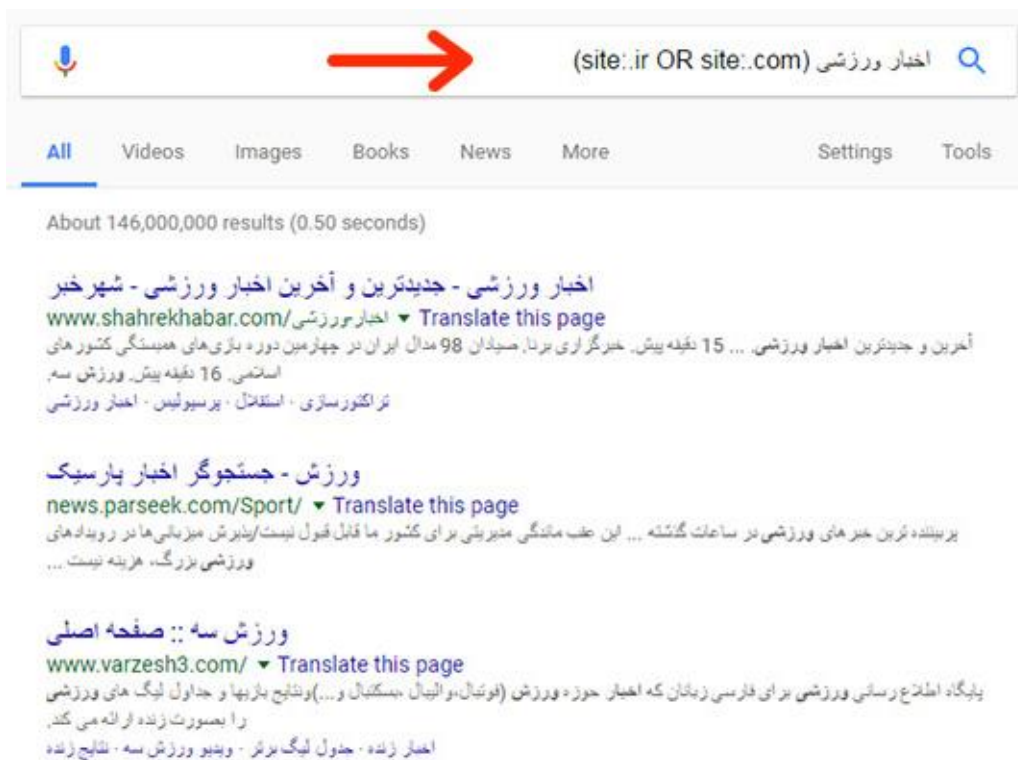 اخبار ورزشی (site:.ir OR site:.com)
All Videos Images Books News More Settings Tools
About 146,000,000 results (0.50 seconds)
اخبار ورزشی - جدیدترین و آخرین اخبار ورزشی - شهر خبر
www.shahrekhabar.com/اخبار-ورزشی ▼ Translate this page
آخرین و جدیدترین اخبار ورزشی. ... 15 دقیقه پیش. خبرگزاری برنا. صیادان 98 مدال ایران در چهارمین دوره بازی‌های همبستگی کشورهای
اسلامی. 16 دقیقه پیش. ورزش سه.
تراکتورسازی · استقلال · پرسپولیس · اخبار ورزشی
ورزش - جستجوگر اخبار پارسیک
news.parseek.com/Sport/ ▼ Translate this page
پربیننده ترین خبرهای ورزشی در ساعات گذشته ... این عقب ماندگی مدیریتی برای کشور ما قابل قبول نیست/پذیرش میزبانی‌ها در رویدادهای
ورزشی بزرگ، هزینه نیست ...
ورزش سه :: صفحه اصلی
www.varzesh3.com/ ▼ Translate this page
پایگاه اطلاع رسانی ورزشی برای فارسی زبانان که اخبار حوزه ورزش (فوتبال،والیبال ،بسکتبال و...)ونتایج بازیها و جداول لیگ های ورزشی
را بصورت زنده ارائه می کند.
اخبار زنده · جدول لیگ برتر · ویدیو ورزش سه · نتایج زنده